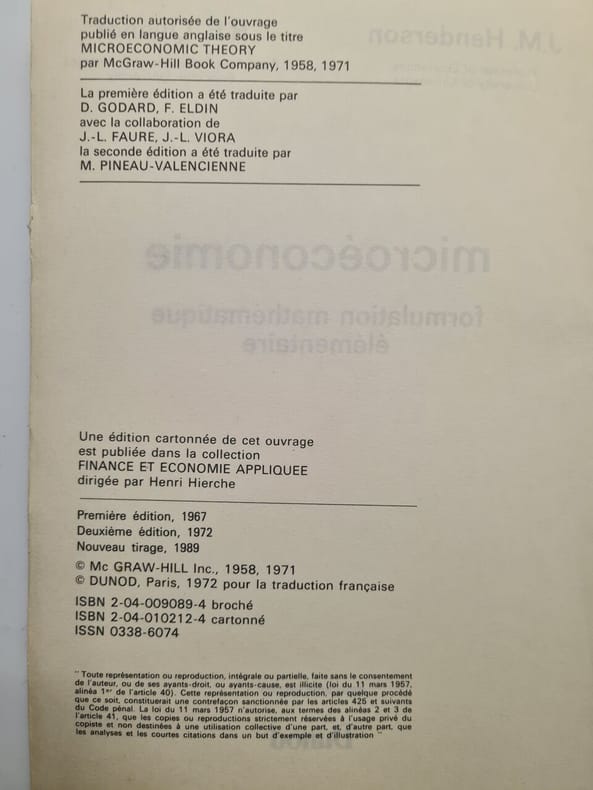 Traduction autorisée de l'ouvrage
publié en langue anglaise sous le titre
MICROECONOMIC THEORY
par McGraw-Hill Book Company, 1958, 1971
La première édition a été traduite par
D. GODARD, F. ELDIN
avec la collaboration de
J.-L. FAURE, J.-L. VIORA
la seconde édition a été traduite par
M. PINEAU-VALENCIENNE
J.M. Henderson
microéconomie
formulation mathématique
élémentaire
Une édition cartonnée de cet ouvrage
est publiée dans la collection
FINANCE ET ECONOMIE APPLIQUEE
dirigée par Henri Hierche
Première édition, 1967
Deuxième édition, 1972
Nouveau tirage, 1989
© Mc GRAW-HILL Inc., 1958, 1971
© DUNOD, Paris, 1972 pour la traduction française
ISBN 2-04-009089-4 broché
ISBN 2-04-010212-4 cartonné
ISSN 0338-6074
"Toute représentation ou reproduction, intégrale ou partielle, faite sans le consentement
de l'auteur, ou de ses ayants-droit, ou ayants-cause, est illicite (loi du 11 mars 1957,
alinéa 1er de l'article 40). Cette représentation ou reproduction, par quelque procédé
que ce soit, constituerait une contrefaçon sanctionnée par les articles 425 et suivants
du Code pénal. La loi du 11 mars 1957 n'autorise, aux termes des alinéas 2 et 3 de
l'article 41, que les copies ou reproductions strictement réservées à l'usage privé du
copiste et non destinées à une utilisation collective d'une part, et, d'autre part, que
les analyses et les courtes citations dans un but d'exemple et d'illustration"
Dunod